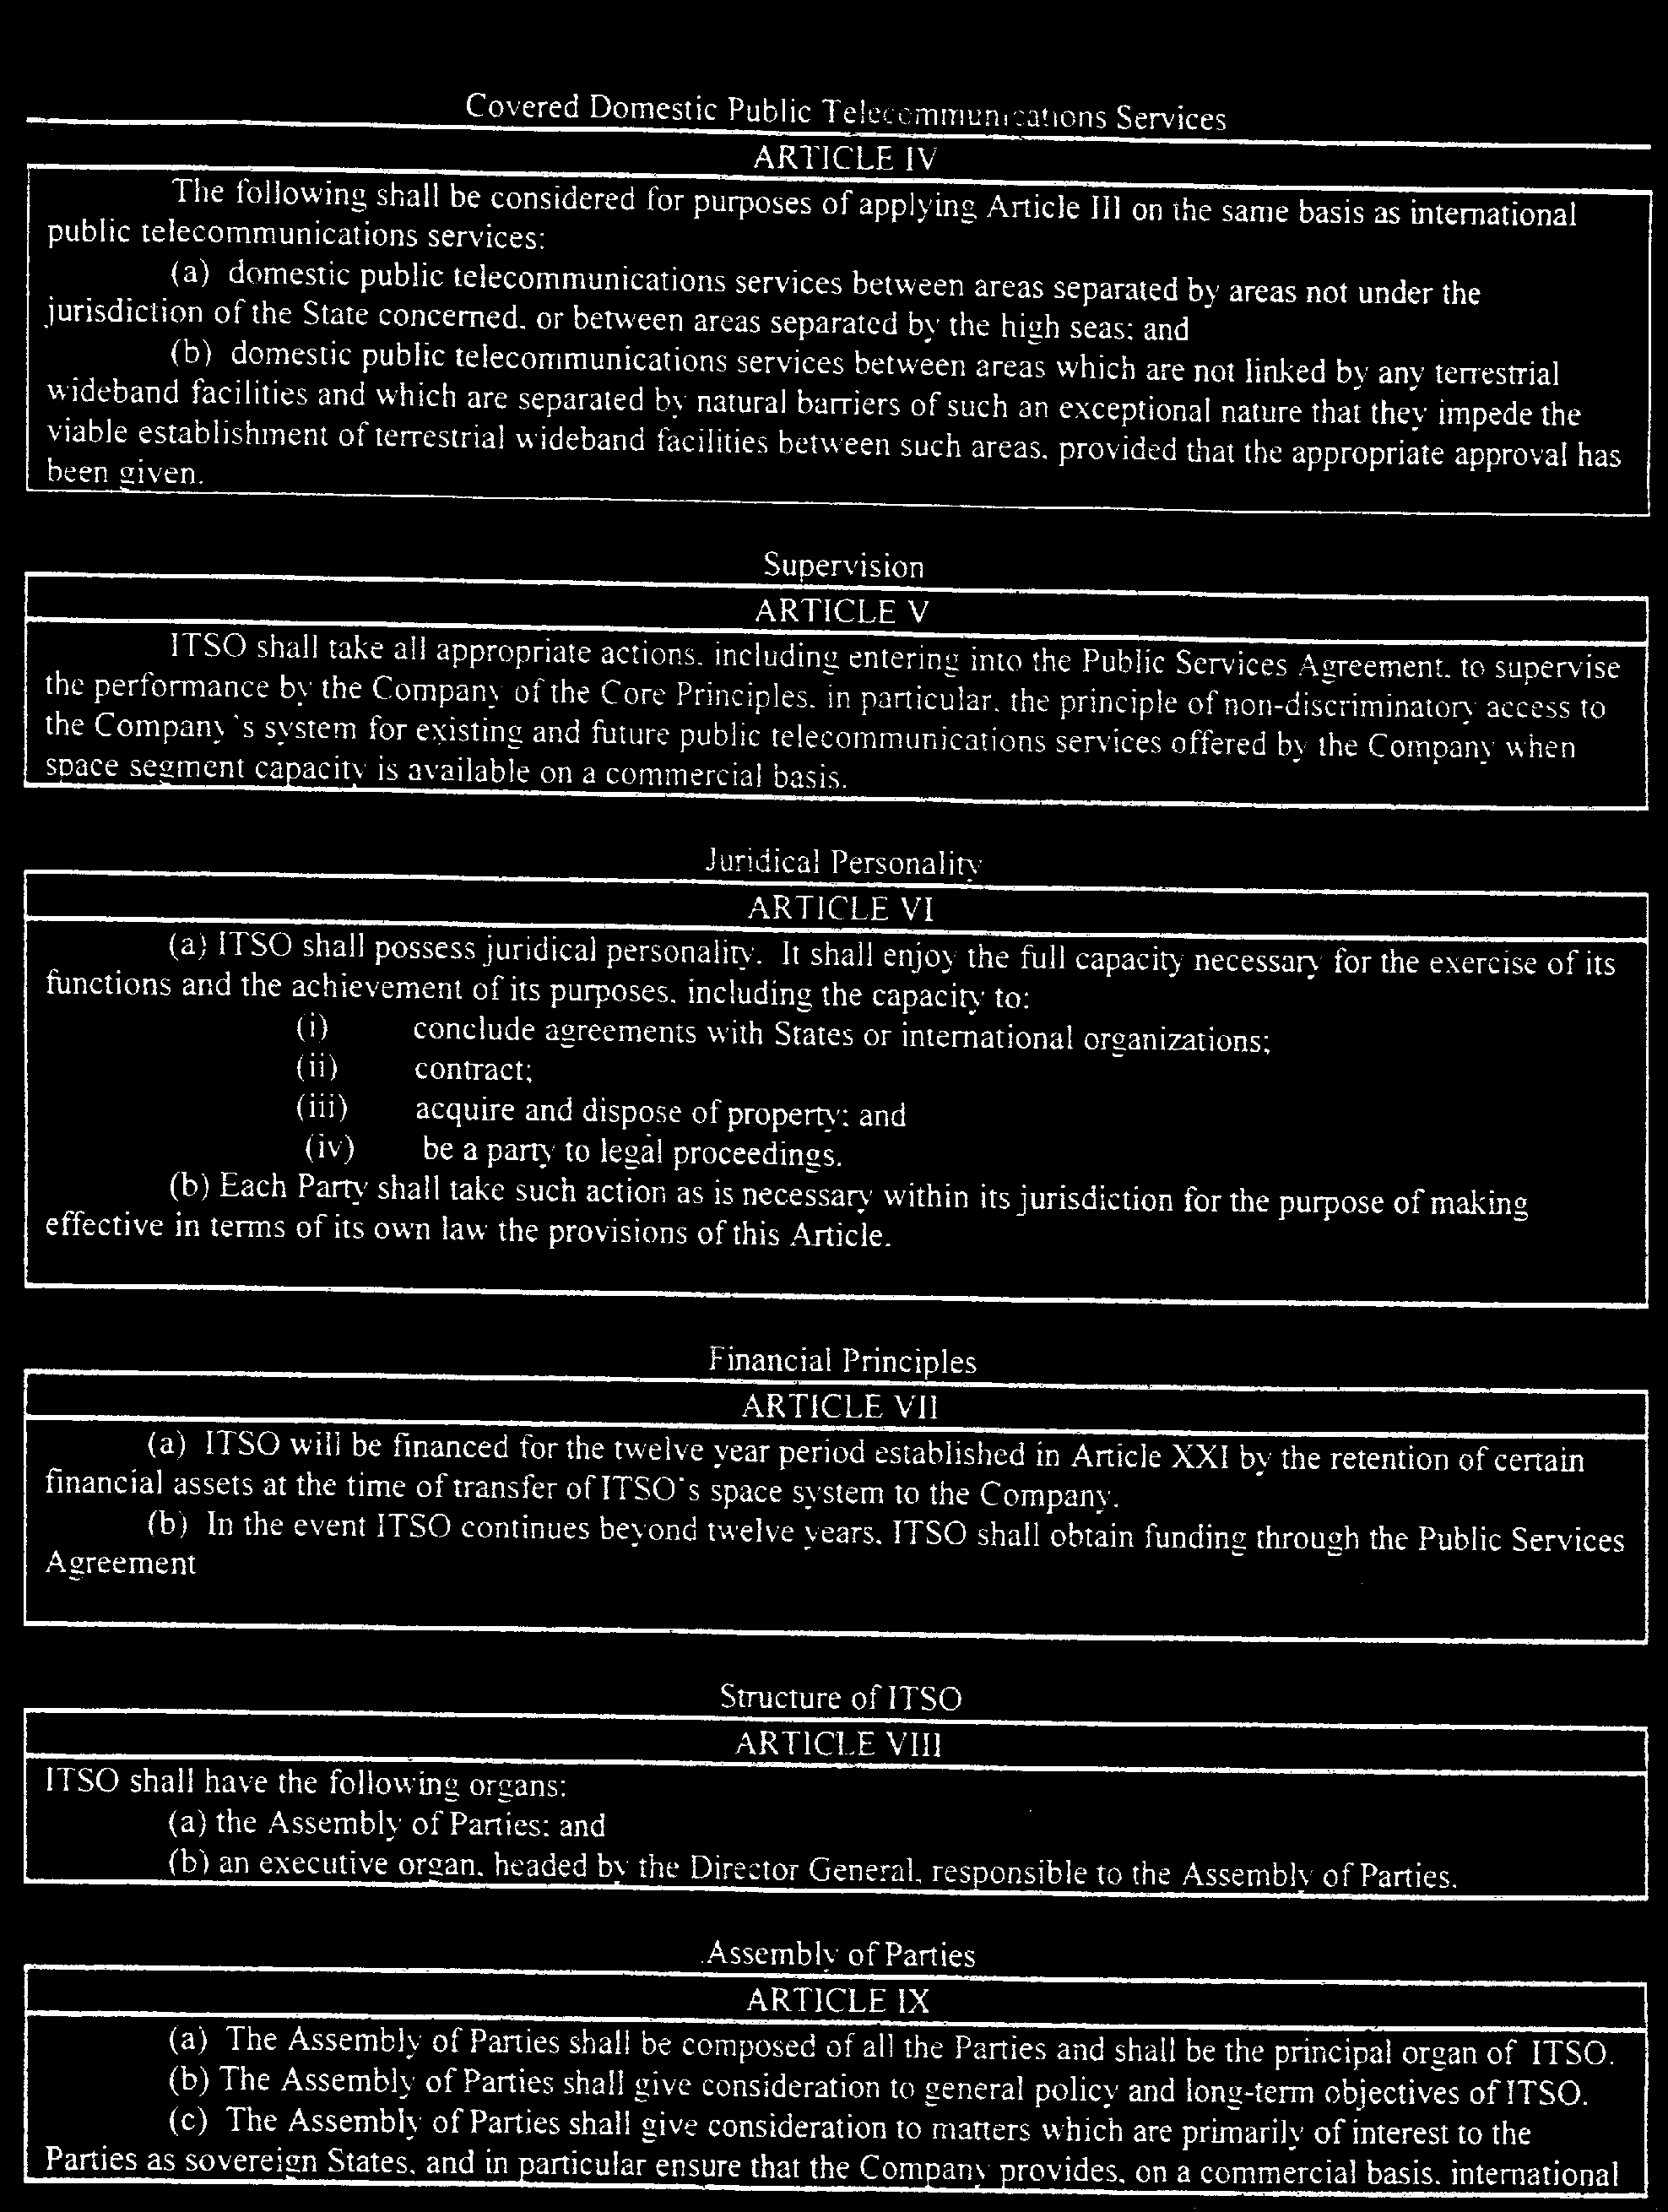 Covered Domestic Public Telecommunications Services
ARTICLE IV
The following shall be considered for purposes of applying Article III on the same basis as international
public telecommunications services:
(a) domestic public telecommunications services between areas separated by areas not under the
jurisdiction of the State concerned, or between areas separated by the high seas; and
(b) domestic public telecommunications services between areas which are not linked by any terrestrial
wideband facilities and which are separated by natural barriers of such an exceptional nature that they impede the
viable establishment of terrestrial wideband facilities between such areas, provided that the appropriate approval has
been given.
Supervision
ARTICLE V
ITSO shall take all appropriate actions, including entering into the Public Services Agreement, to supervise
the performance by the Company of the Core Principles, in particular, the principle of non-discriminatory access to
the Company's system for existing and future public telecommunications services offered by the Company when
space segment capacity is available on a commercial basis.
Juridical Personality
ARTICLE VI
(a) ITSO shall possess juridical personality. It shall enjoy the full capacity necessary for the exercise of its
functions and the achievement of its purposes, including the capacity to:
(i) conclude agreements with States or international organizations;
(ii) contract;
(iii) acquire and dispose of property; and
(iv) be a party to legal proceedings.
(b) Each Party shall take such action as is necessary within its jurisdiction for the purpose of making
effective in terms of its own law the provisions of this Article.
Financial Principles
ARTICLE VII
(a) ITSO will be financed for the twelve year period established in Article XXI by the retention of certain
financial assets at the time of transfer of ITSO's space system to the Company.
(b) In the event ITSO continues beyond twelve years, ITSO shall obtain funding through the Public Services
Agreement
Structure of ITSO
ARTICLE VIII
ITSO shall have the following organs:
(a) the Assembly of Parties; and
(b) an executive organ, headed by the Director General, responsible to the Assembly of Parties.
Assembly of Parties
ARTICLE IX
(a) The Assembly of Parties shall be composed of all the Parties and shall be the principal organ of ITSO.
(b) The Assembly of Parties shall give consideration to general policy and long-term objectives of ITSO.
(c) The Assembly of Parties shall give consideration to matters which are primarily of interest to the
Parties as sovereign States, and in particular ensure that the Company provides, on a commercial basis, international